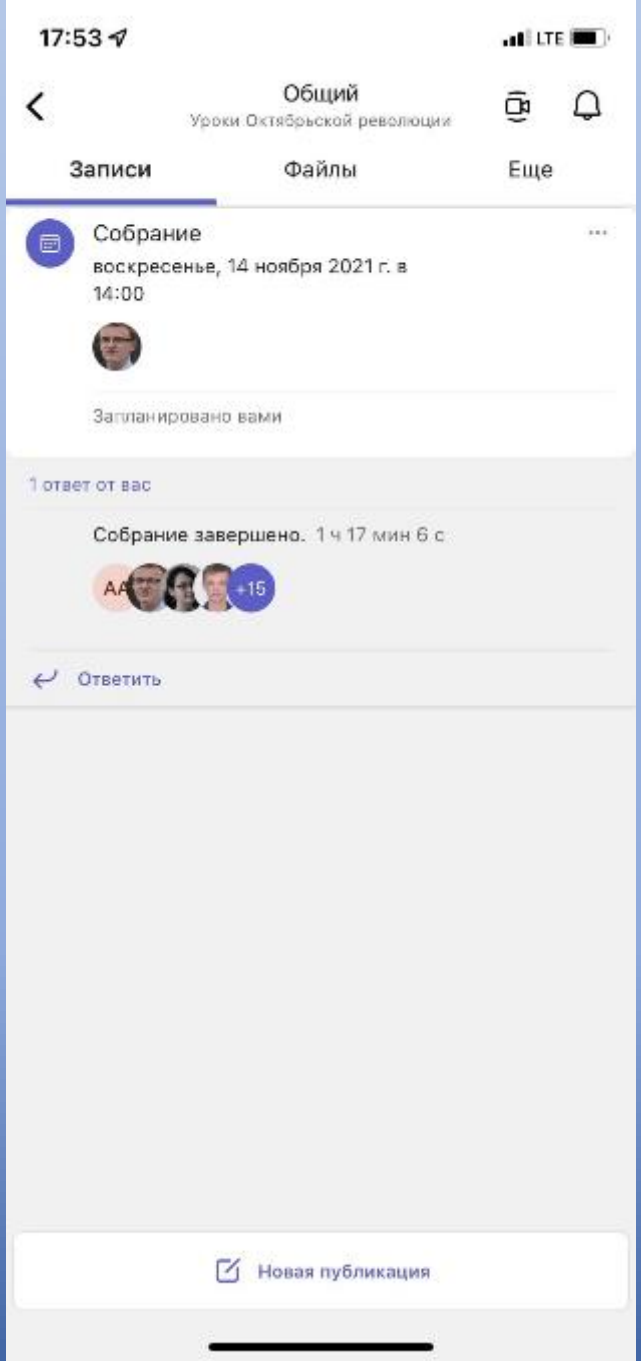 17:53
LTE
Общий
Уроки Октябрьской революции
Записи Файлы Еще
Собрание
воскресенье, 14 ноября 2021 г. в
14:00
Запланировано вами
1 ответ от вас
Собрание завершено. 1 ч 17 мин 6 с
АА +15
Ответить
Новая публикация